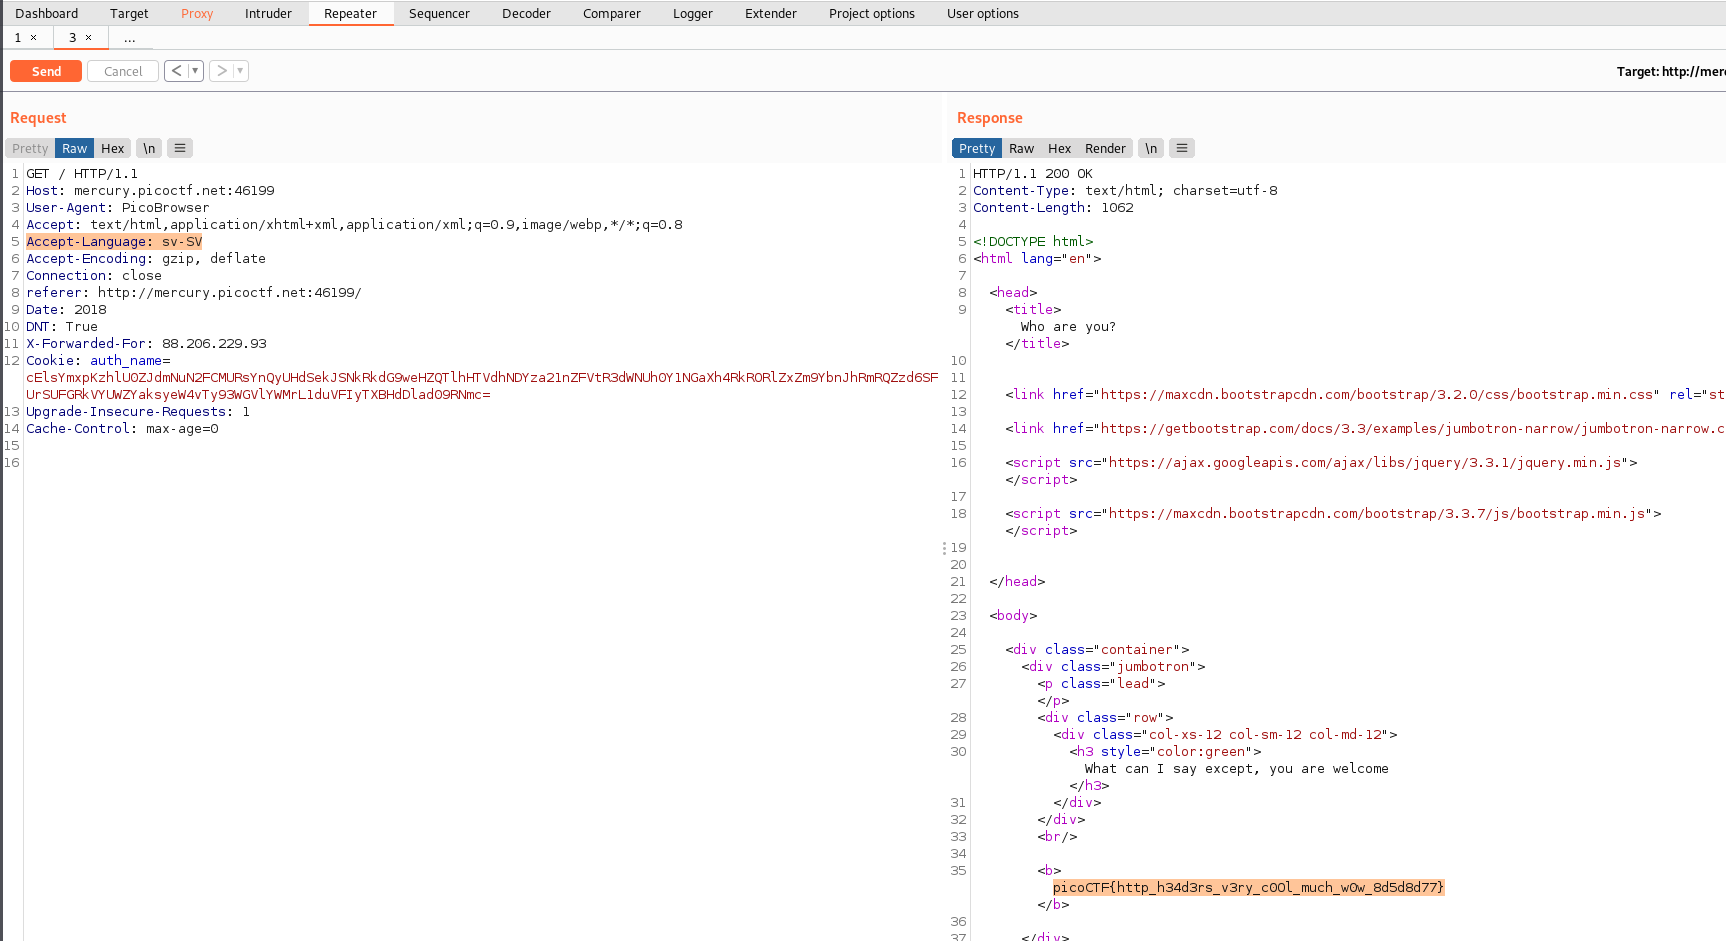 Dashboard Target Proxy Intruder Repeater Sequencer Decoder Comparer Logger Extender Project options User options
1 × 3 × ...
Send Cancel < ▾ > ▾ Target: http://merc
Request
Pretty Raw Hex \n ≡
1 GET / HTTP/1.1
2 Host: mercury.picoctf.net:46199
3 User-Agent: PicoBrowser
4 Accept: text/html,application/xhtml+xml,application/xml;q=0.9,image/webp,*/*;q=0.8
5 Accept-Language: sv-SV
6 Accept-Encoding: gzip, deflate
7 Connection: close
8 referer: http://mercury.picoctf.net:46199/
9 Date: 2018
10 DNT: True
11 X-Forwarded-For: 88.206.229.93
12 Cookie: auth_name=
cElsYmxpKzhlU0ZJdmNuN2FCMURsYnQyUHdSekJSNkRkdG9weHZQTlhHTVdhNDYza21nZFVtR3dWNUh0Y1NGaXh4RkRORlZxZm9YbnJhRmRQZzd6SF
UrSUFGRkVYUWZYaksyeW4vTy93WGVlYWMrL1duVFIyTXBHdDlad09RNmc=
13 Upgrade-Insecure-Requests: 1
14 Cache-Control: max-age=0
15
16
Response
Pretty Raw Hex Render \n ≡
1 HTTP/1.1 200 OK
2 Content-Type: text/html; charset=utf-8
3 Content-Length: 1062
4
5 <!DOCTYPE html>
6 <html lang="en">
7
8 <head>
9 <title>
Who are you?
</title>
10
11
12 <link href="https://maxcdn.bootstrapcdn.com/bootstrap/3.2.0/css/bootstrap.min.css" rel="st
13
14 <link href="https://getbootstrap.com/docs/3.3/examples/jumbotron-narrow/jumbotron-narrow.c
15
16 <script src="https://ajax.googleapis.com/ajax/libs/jquery/3.3.1/jquery.min.js">
</script>
17
18 <script src="https://maxcdn.bootstrapcdn.com/bootstrap/3.3.7/js/bootstrap.min.js">
</script>
19
20
21 </head>
22
23 <body>
24
25 <div class="container">
26 <div class="jumbotron">
27 <p class="lead">
</p>
28 <div class="row">
29 <div class="col-xs-12 col-sm-12 col-md-12">
30 <h3 style="color:green">
What can I say except, you are welcome
</h3>
31 </div>
32 </div>
33 <br/>
34
35 <b>
picoCTF{http_h34d3rs_v3ry_c0Ol_much_w0w_8d5d8d77}
</b>
36
37 </div>